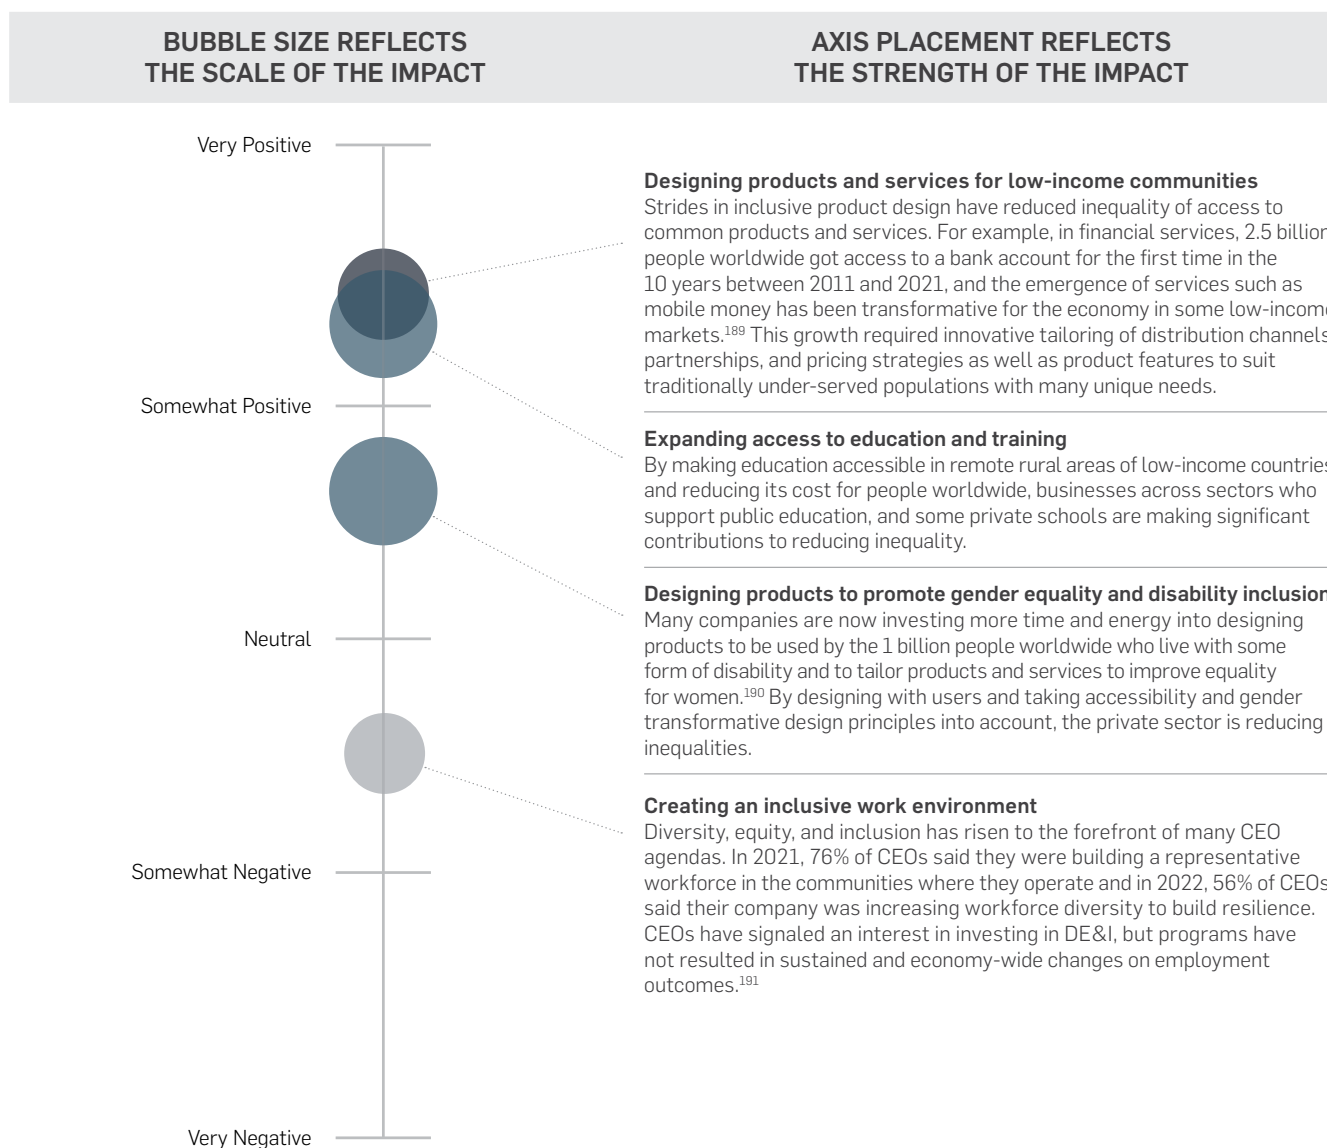 BUBBLE SIZE REFLECTS
THE SCALE OF THE IMPACT
AXIS PLACEMENT REFLECTS
THE STRENGTH OF THE IMPACT
Very Positive
Somewhat Positive
Neutral
Somewhat Negative
Very Negative
Designing products and services for low-income communities
Strides in inclusive product design have reduced inequality of access to
common products and services. For example, in financial services, 2.5 billion
people worldwide got access to a bank account for the first time in the
10 years between 2011 and 2021, and the emergence of services such as
mobile money has been transformative for the economy in some low-income
markets.189 This growth required innovative tailoring of distribution channels
partnerships, and pricing strategies as well as product features to suit
traditionally under-served populations with many unique needs.
Expanding access to education and training
By making education accessible in remote rural areas of low-income countries
and reducing its cost for people worldwide, businesses across sectors who
support public education, and some private schools are making significant
contributions to reducing inequality.
Designing products to promote gender equality and disability inclusion
Many companies are now investing more time and energy into designing
products to be used by the 1 billion people worldwide who live with some
form of disability and to tailor products and services to improve equality
for women.190 By designing with users and taking accessibility and gender
transformative design principles into account, the private sector is reducing
inequalities.
Creating an inclusive work environment
Diversity, equity, and inclusion has risen to the forefront of many CEO
agendas. In 2021, 76% of CEOs said they were building a representative
workforce in the communities where they operate and in 2022, 56% of CEOs
said their company was increasing workforce diversity to build resilience.
CEOs have signaled an interest in investing in DE&I, but programs have
not resulted in sustained and economy-wide changes on employment
outcomes.191